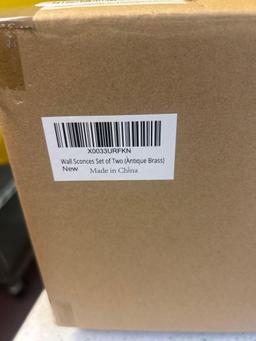 X0033URFKN
Wall Sconces Set of Two (Antique Brass)
New Made in China